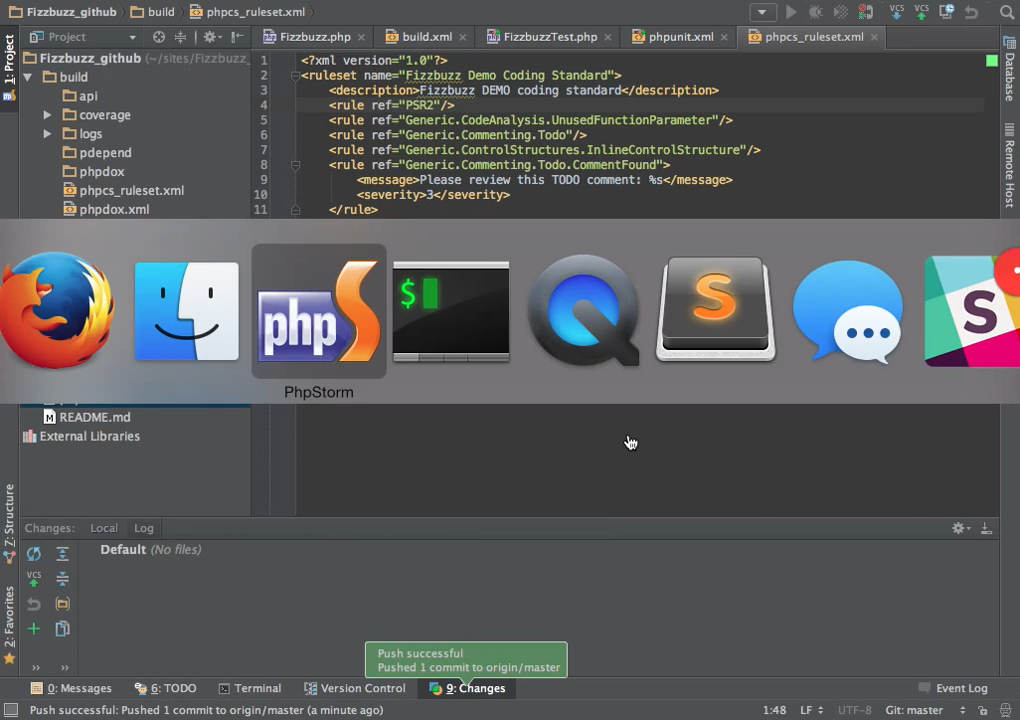 Fizzbuzz_github build phpcs_ruleset.xml
1: Project
Project
Fizzbuzz.php
build.xml
FizzbuzzTest.php
phpunit.xml
phpcs_ruleset.xml
Database
Remote Host
Fizzbuzz_github (~/sites/Fizzbuzz_
build
api
coverage
logs
pdepend
phpdox
phpcs_ruleset.xml
phpdox.xml
1 <?xml version="1.0"?>
2 <ruleset name="Fizzbuzz Demo Coding Standard">
3 <description>Fizzbuzz DEMO coding standard</description>
4 <rule ref="PSR2"/>
5 <rule ref="Generic.CodeAnalysis.UnusedFunctionParameter"/>
6 <rule ref="Generic.Commenting.Todo"/>
7 <rule ref="Generic.ControlStructures.InlineControlStructure"/>
8 <rule ref="Generic.Commenting.Todo.CommentFound">
9 <message>Please review this TODO comment: %s</message>
10 <severity>3</severity>
11 </rule>
php
$
S
S
PhpStorm
README.md
External Libraries
7: Structure
2: Favorites
Changes: Local Log
Default (No files)
VCS
Push successful
Pushed 1 commit to origin/master
0: Messages
6: TODO
Terminal
Version Control
9: Changes
Event Log
Push successful: Pushed 1 commit to origin/master (a minute ago)
1:48 LF UTF-8 Git: master